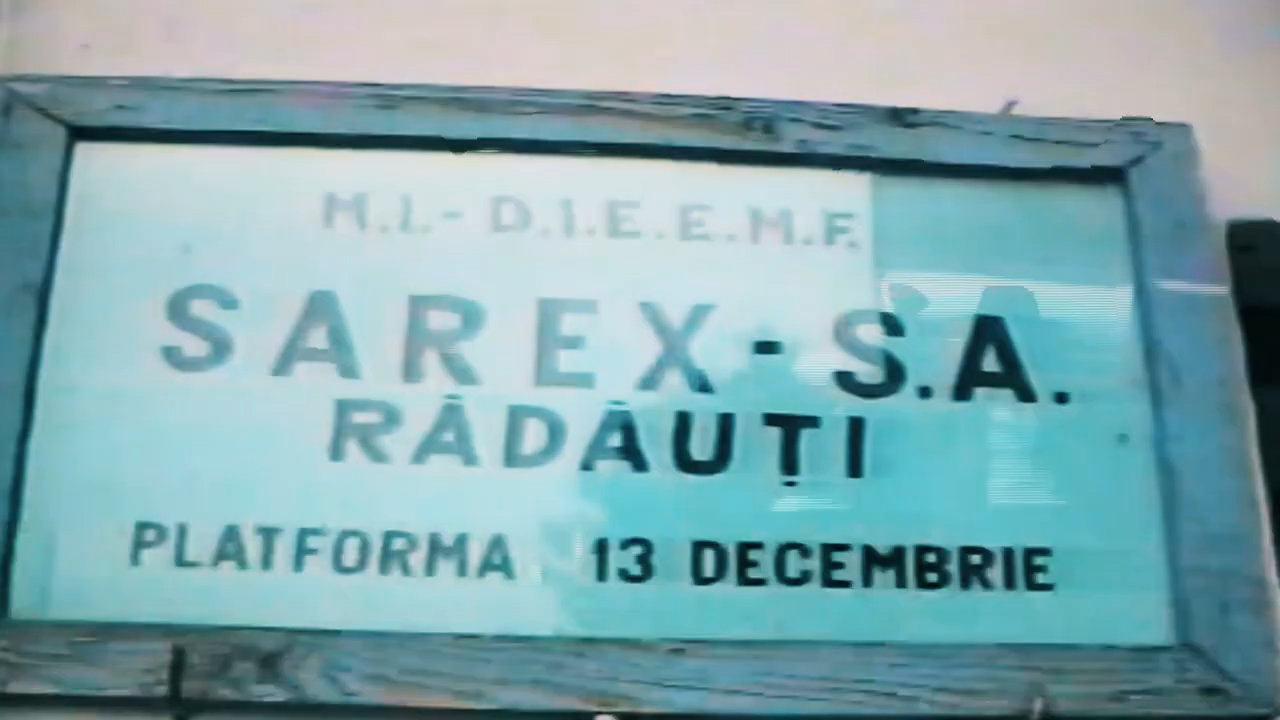 M.I.- D.I.E.E.M.F.
SAREX - S.A.
RĂDĂUȚI
PLATFORMA 13 DECEMBRIE